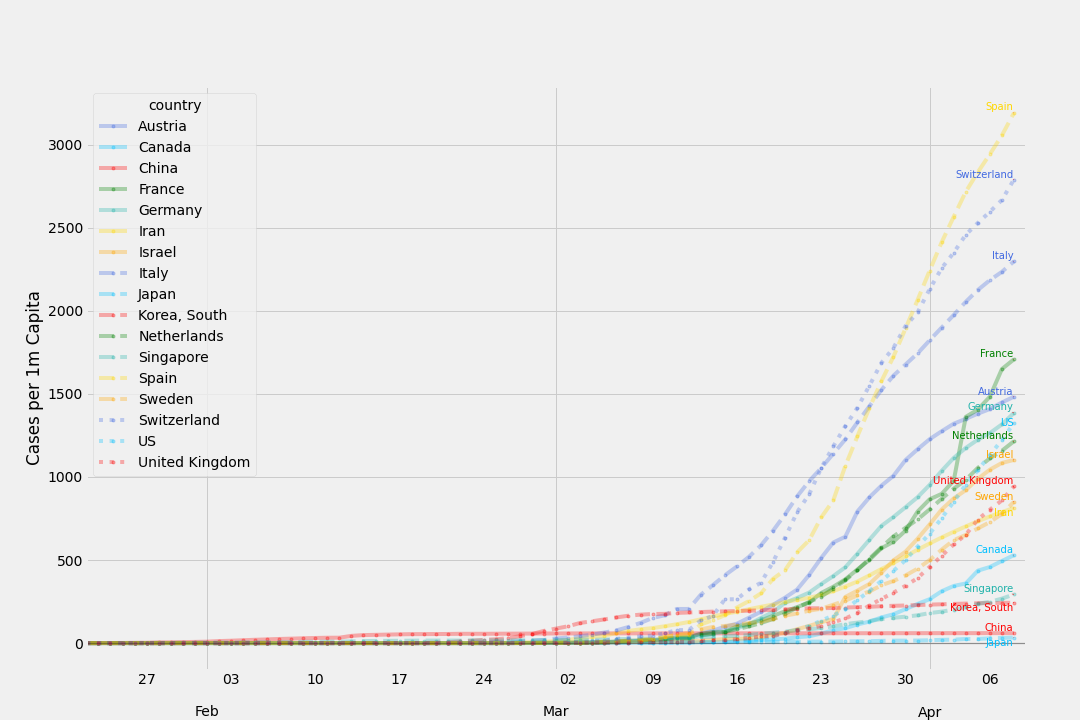 country
Austria
Canada
China
France
Germany
Iran
Israel
Italy
Japan
Korea, South
Netherlands
Singapore
Spain
Sweden
Switzerland
US
United Kingdom
Cases per 1m Capita
3000
2500
2000
1500
1000
500
0
Spain
Switzerland
Italy
France
Austria
Germany
US
Netherlands
Israel
United Kingdom
Sweden
Iran
Canada
Singapore
Korea, South
China
Japan
27 03 10 17 24 02 09 16 23 30 06
Feb Mar Apr